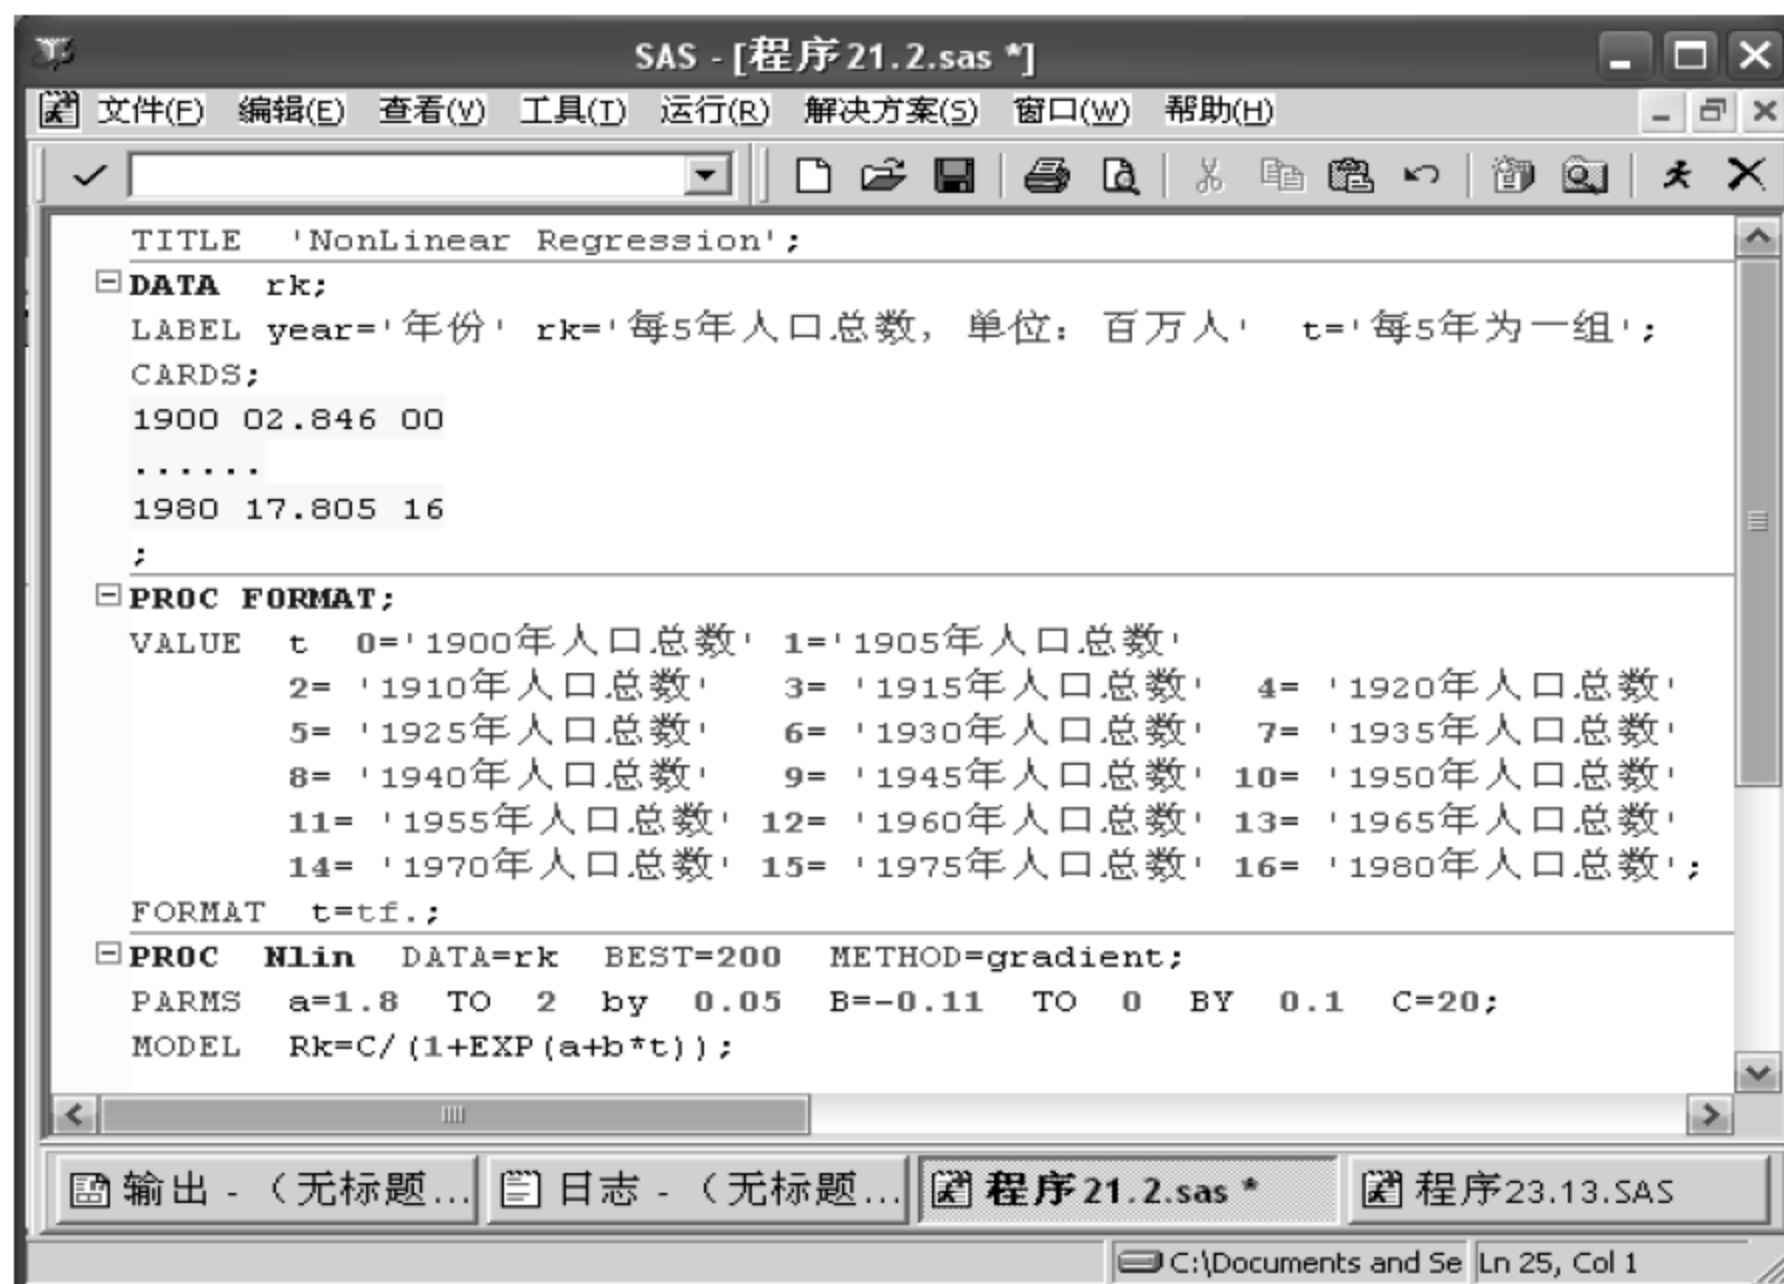 SAS - [程序21.2.sas *]
文件(F) 编辑(E) 查看(V) 工具(T) 运行(R) 解决方案(S) 窗口(W) 帮助(H)
TITLE 'NonLinear Regression';
DATA rk;
LABEL year='年份' rk='每5年人口总数，单位：百万人' t='每5年为一组';
CARDS;
1900 02.846 00
......
1980 17.805 16
;
PROC FORMAT;
VALUE t 0='1900年人口总数' 1='1905年人口总数'
2= '1910年人口总数' 3= '1915年人口总数' 4= '1920年人口总数'
5= '1925年人口总数' 6= '1930年人口总数' 7= '1935年人口总数'
8= '1940年人口总数' 9= '1945年人口总数' 10= '1950年人口总数'
11= '1955年人口总数' 12= '1960年人口总数' 13= '1965年人口总数'
14= '1970年人口总数' 15= '1975年人口总数' 16= '1980年人口总数';
FORMAT t=tf.;
PROC Nlin DATA=rk BEST=200 METHOD=gradient;
PARMS a=1.8 TO 2 by 0.05 B=-0.11 TO 0 BY 0.1 C=20;
MODEL Rk=C/(1+EXP(a+b*t));
输出 - （无标题... 日志 - （无标题... 程序21.2.sas * 程序23.13.SAS
C:\Documents and Se Ln 25, Col 1